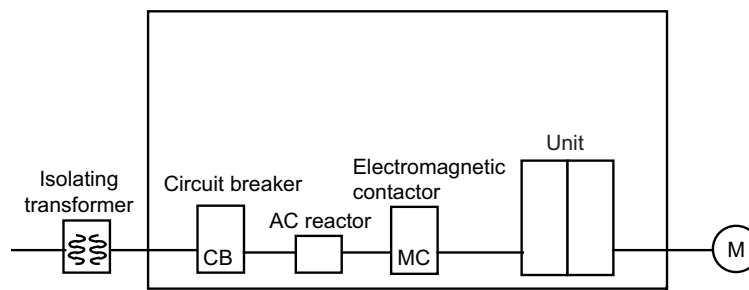 Unit
Electromagnetic
contactor
Isolating
transformer
Circuit breaker
AC reactor
CB
MC
M